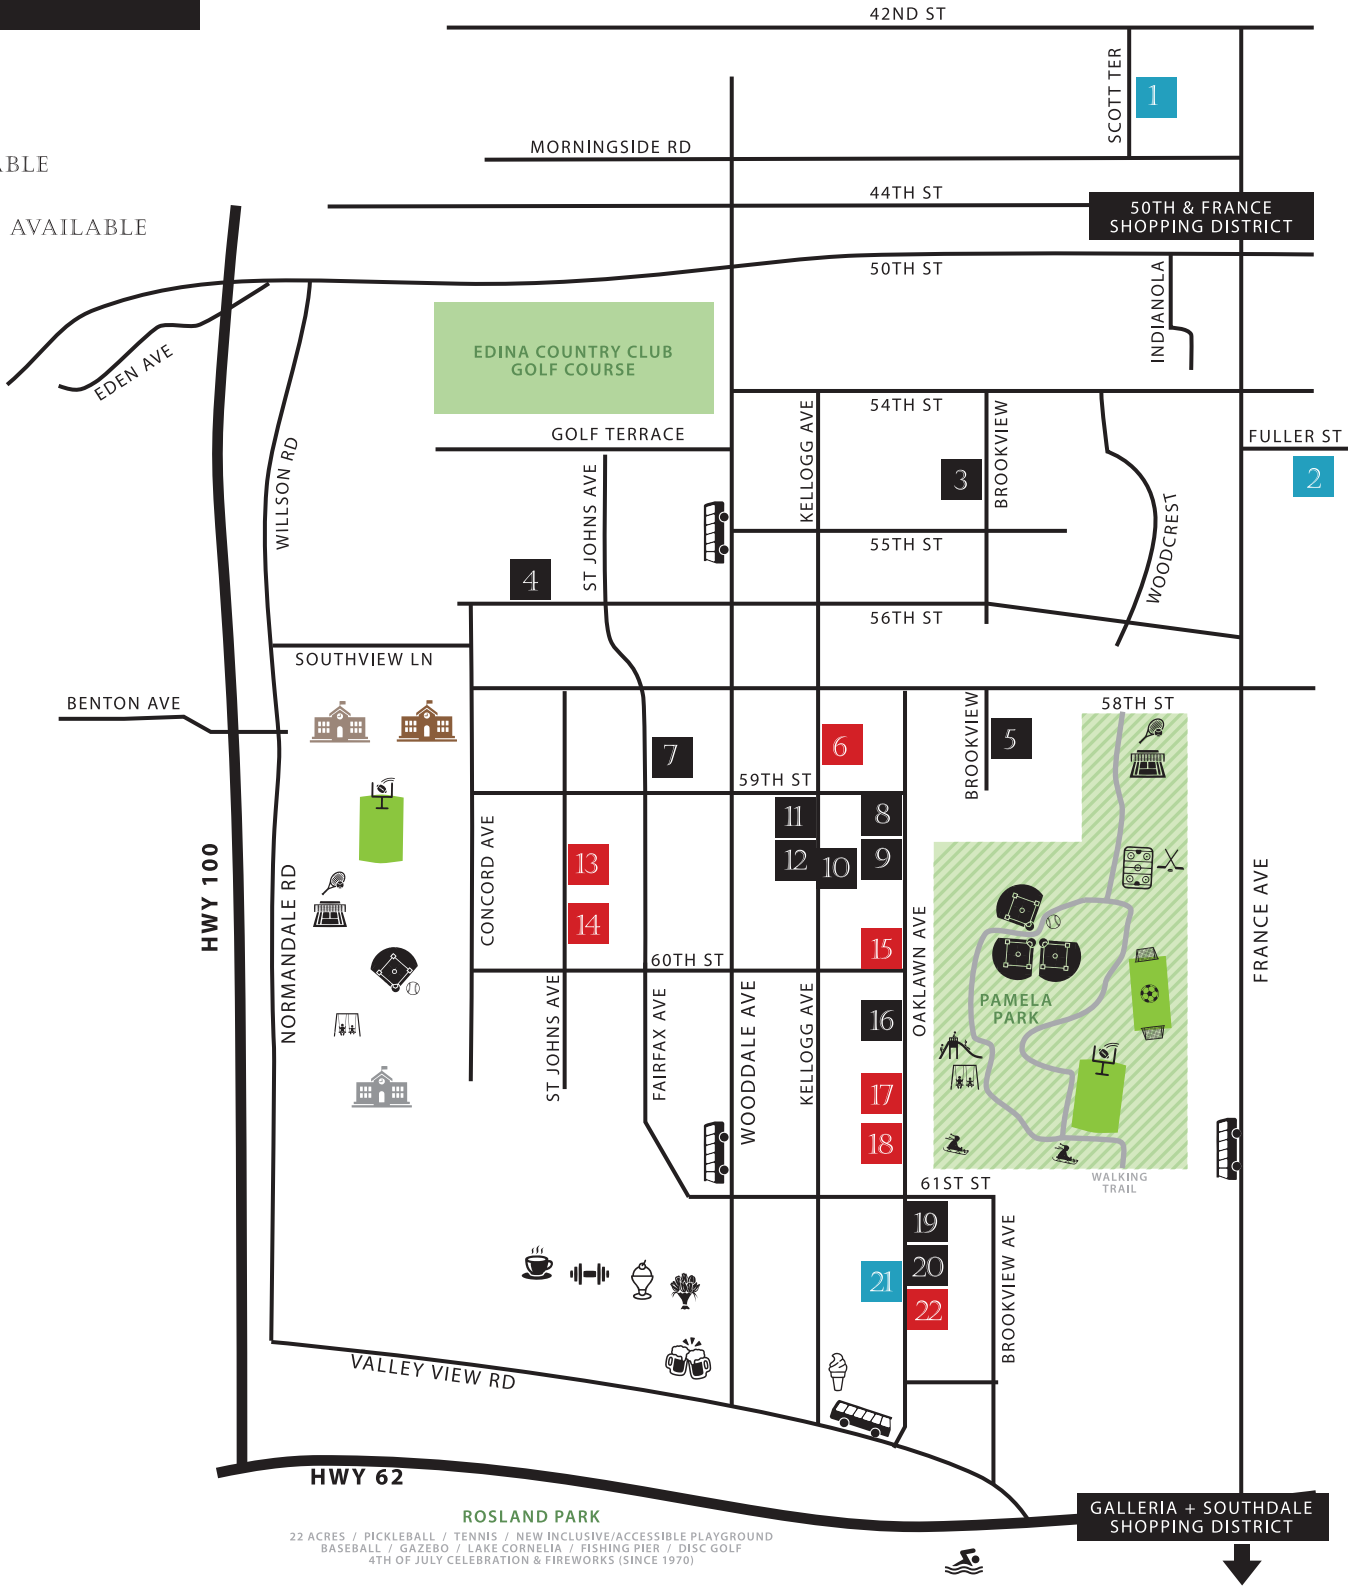 42ND ST
SCOTT TER
1
MORNINGSIDE RD
ABLE
44TH ST
50TH & FRANCE
SHOPPING DISTRICT
AVAILABLE
50TH ST
INDIANOLA
EDEN AVE
EDINA COUNTRY CLUB
GOLF COURSE
54TH ST
KELLOGG AVE
BROOKVIEW
GOLF TERRACE
FULLER ST
WILLSON RD
ST JOHNS AVE
3
2
WOODCREST
55TH ST
4
56TH ST
SOUTHVIEW LN
BENTON AVE
BROOKVIEW
58TH ST
7
6
5
59TH ST
11
8
12
10
9
CONCORD AVE
13
14
HWY 100
NORMANDALE RD
OAKLAWN AVE
FRANCE AVE
15
60TH ST
PAMELA
PARK
ST JOHNS AVE
FAIRFAX AVE
WOODDALE AVE
KELLOGG AVE
16
17
18
WALKING
TRAIL
61ST ST
19
20
21
22
BROOKVIEW AVE
VALLEY VIEW RD
HWY 62
GALLERIA + SOUTHDALE
SHOPPING DISTRICT
ROSLAND PARK
22 ACRES / PICKLEBALL / TENNIS / NEW INCLUSIVE/ACCESSIBLE PLAYGROUND
BASEBALL / GAZEBO / LAKE CORNELIA / FISHING PIER / DISC GOLF
4TH OF JULY CELEBRATION & FIREWORKS (SINCE 1970)